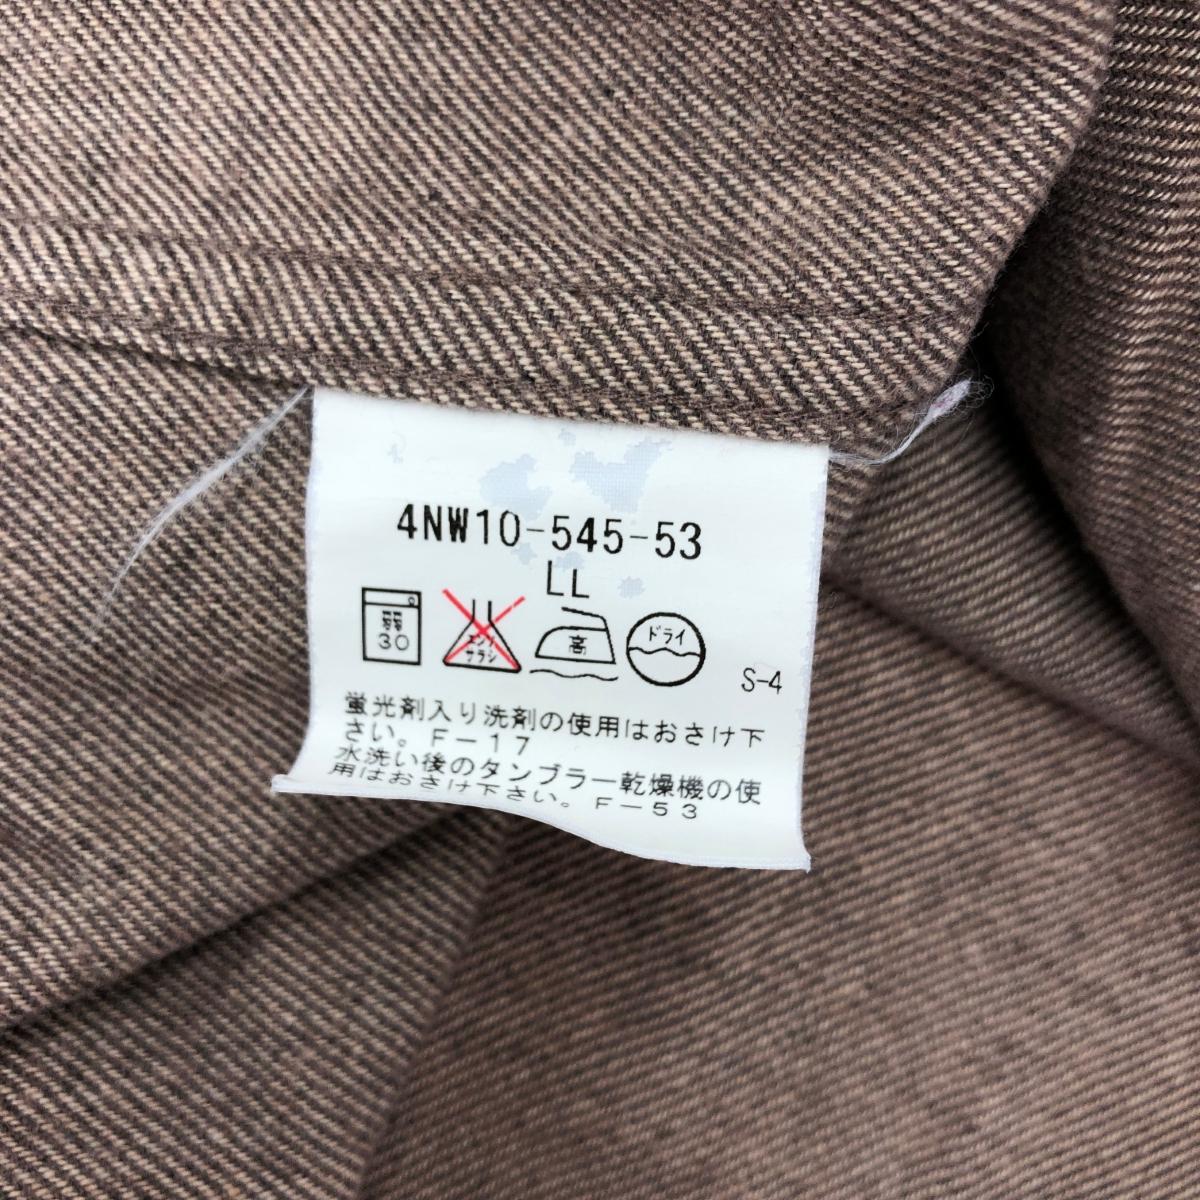 4NW10-545-53
LL
弱
30
エンソ
サラシ
高
ドライ
S-4
蛍光剤入り洗剤の使用はおさけ下
さい。F-17
水洗い後のタンブラー乾燥機の使
用はおさけ下さい。F-53